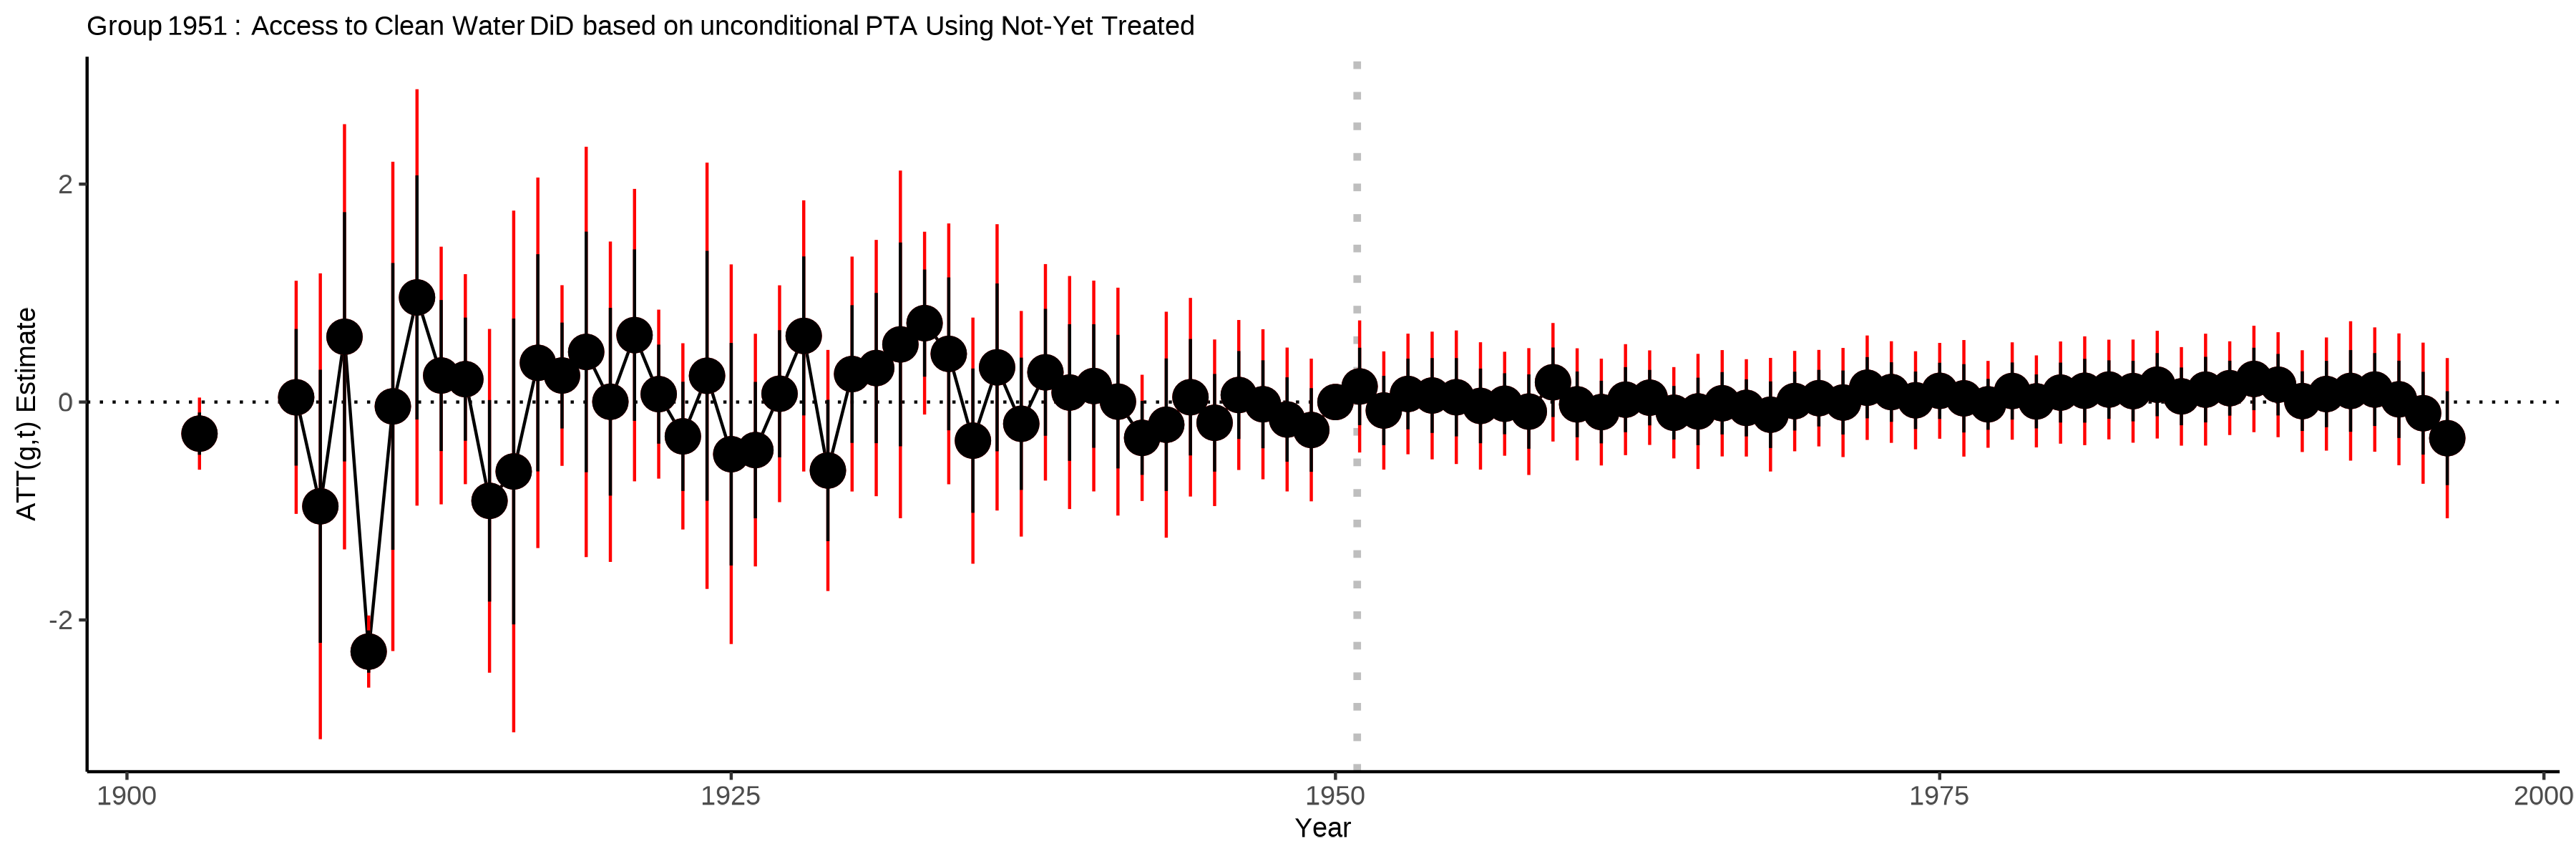 Group 1951 : Access to Clean Water DiD based on unconditional PTA Using Not-Yet Treated
ATT(g,t) Estimate
2
0
-2
1900
1925
1950
1975
2000
Year